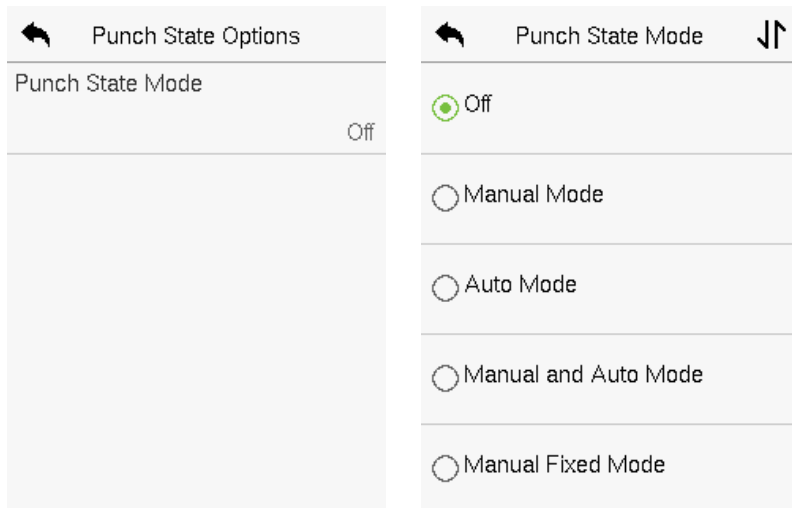 Punch State Options
Punch State Mode
Off
Punch State Mode
Off
Manual Mode
Auto Mode
Manual and Auto Mode
Manual Fixed Mode